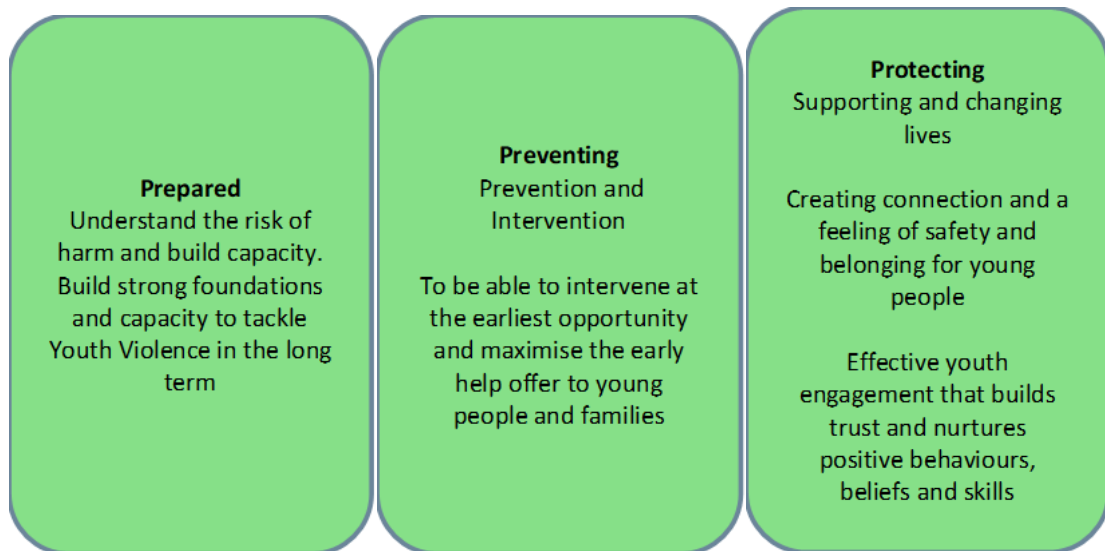 Prepared
Understand the risk of
harm and build capacity.
Build strong foundations
and capacity to tackle
Youth Violence in the long
term
Preventing
Prevention and
Intervention
To be able to intervene at
the earliest opportunity
and maximise the early
help offer to young
people and families
Protecting
Supporting and changing
lives
Creating connection and a
feeling of safety and
belonging for young
people
Effective youth
engagement that builds
trust and nurtures
positive behaviours,
beliefs and skills